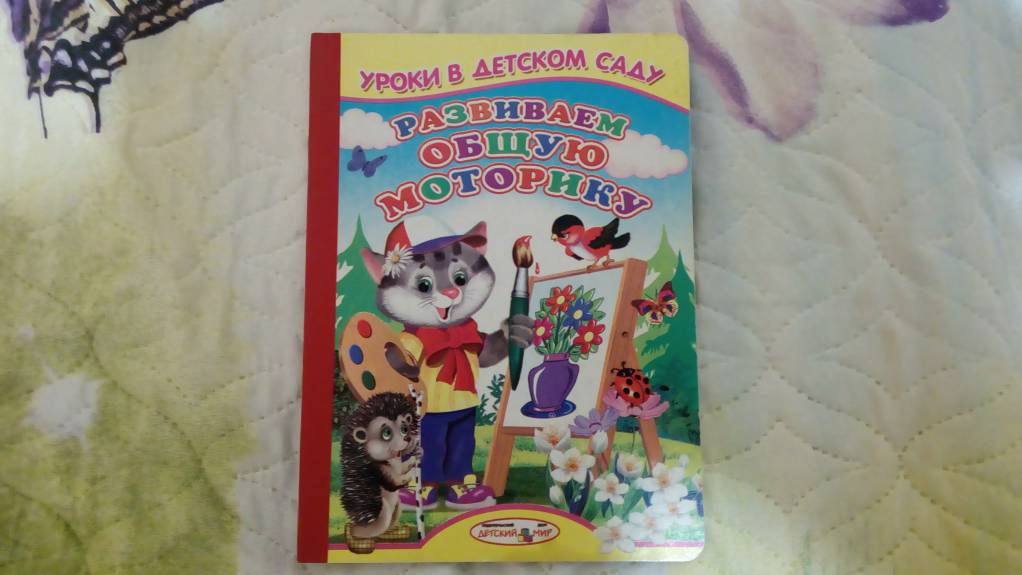 УРОКИ В ДЕТСКОМ САДУ
РАЗВИВАЕМ
ОБЩУЮ
МОТОРИКУ
ДЕТСКИЙ МИР